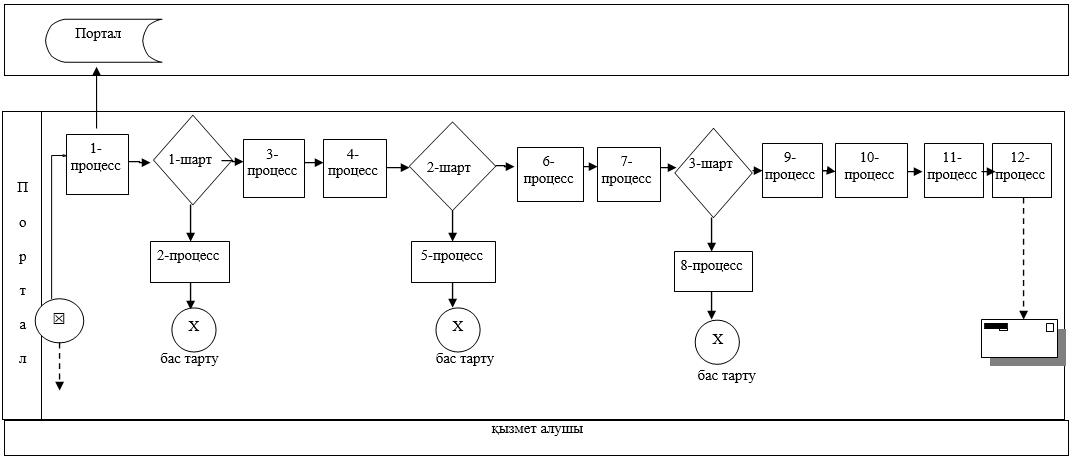 Портал
1-
процесс
1-шарт
3-
процесс
4-
процесс
2-шарт
6-
процесс
7-
процесс
3-шарт
9-
процесс
10-
процесс
11-
процесс
12-
процесс
2-процесс
5-процесс
8-процесс
X
бас тарту
X
бас тарту
X
бас тарту
П
о
р
т
а
л
қызмет алушы